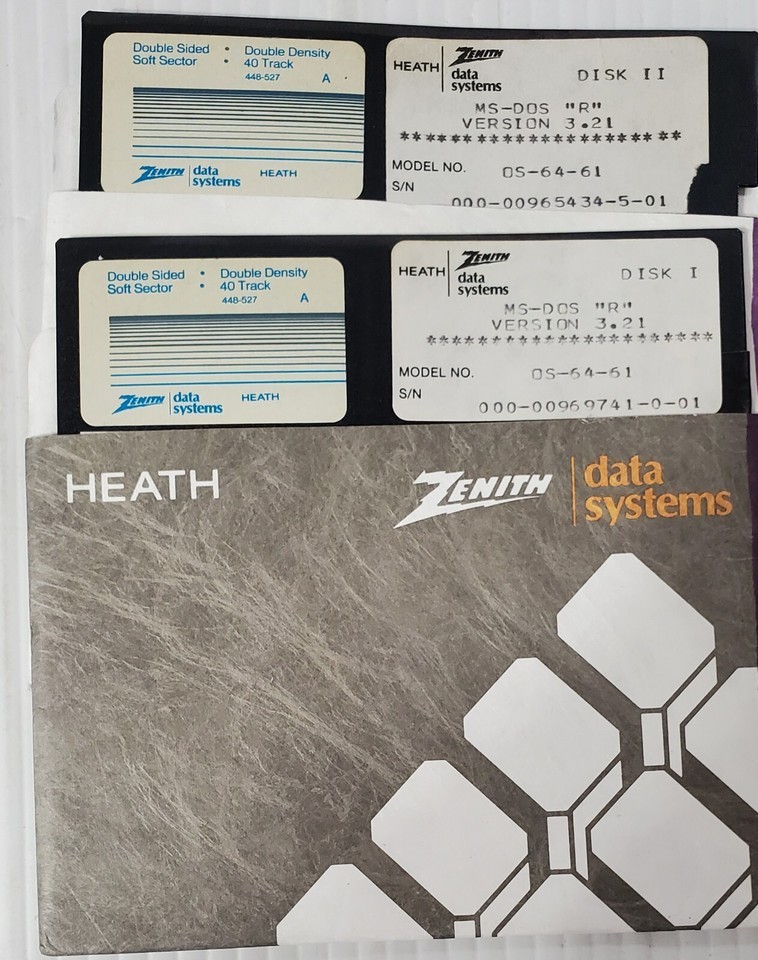 Double Sided • Double Density
Soft Sector • 40 Track
448-527 A
ZENITH data systems HEATH
HEATH ZENITH data systems DISK II
MS-DOS "R"
VERSION 3.21
**************************
MODEL NO. OS-64-61
S/N
000-00965434-5-01
Double Sided • Double Density
Soft Sector • 40 Track
448-527 A
ZENITH data systems HEATH
HEATH ZENITH data systems DISK I
MS-DOS "R"
VERSION 3.21
**************************
MODEL NO. OS-64-61
S/N
000-00969741-0-01
HEATH ZENITH data
systems